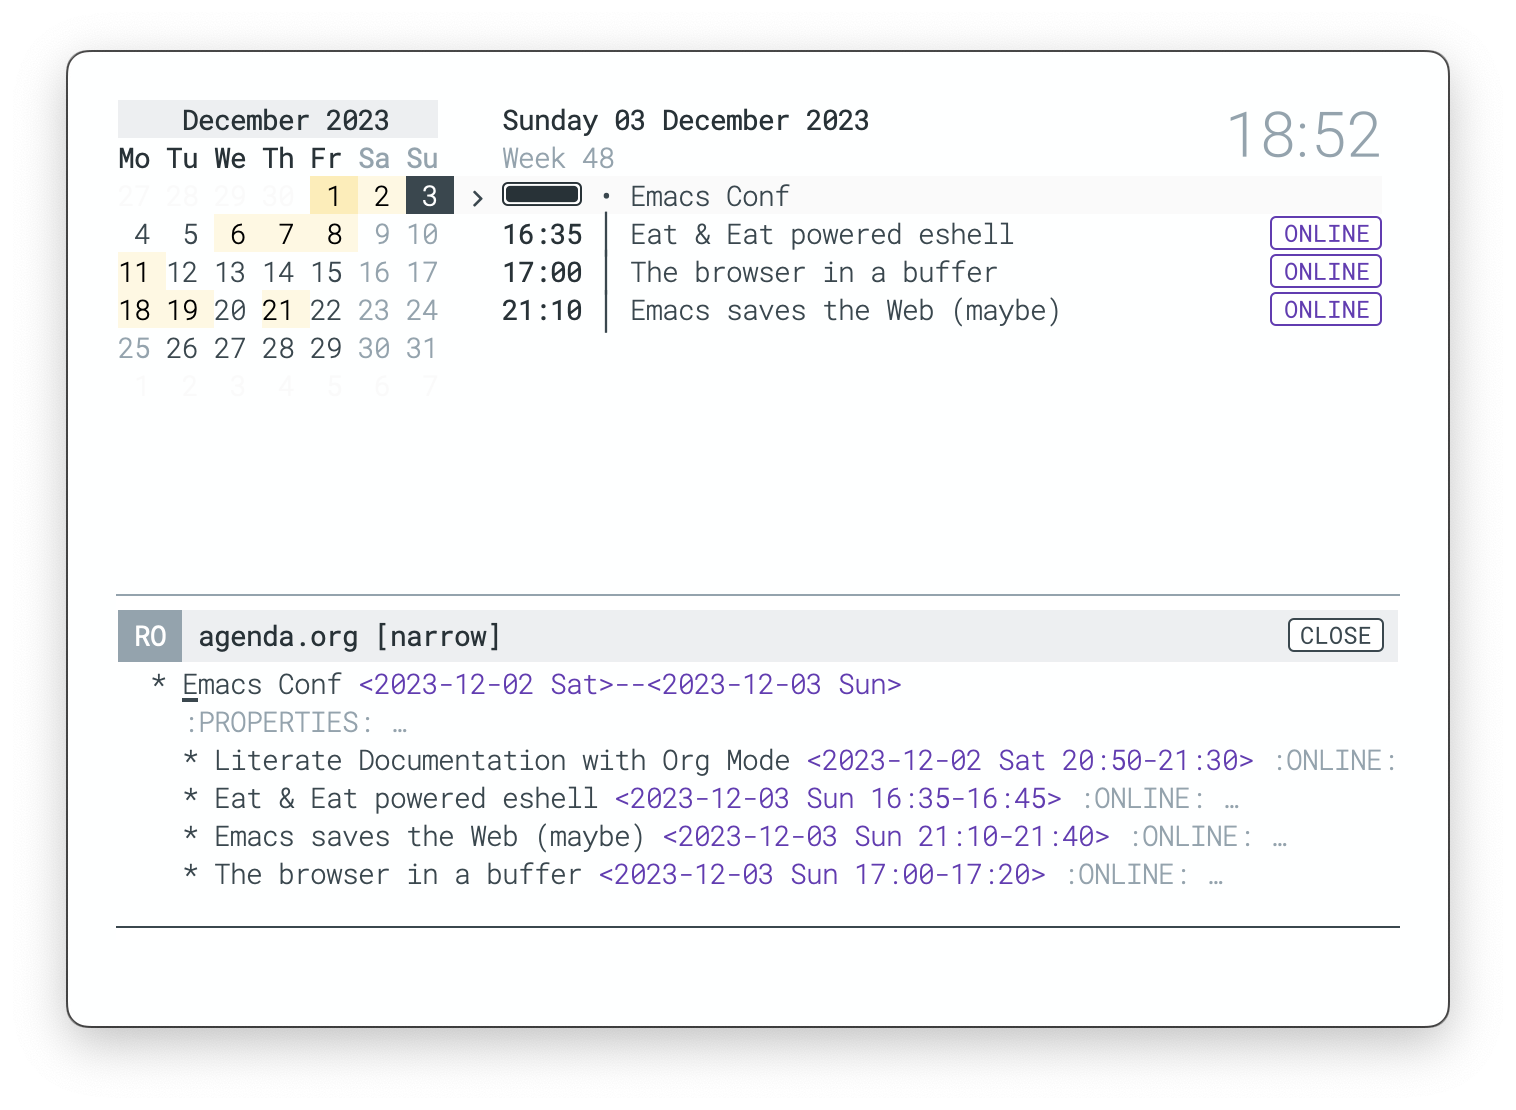 December 2023
Mo Tu We Th Fr Sa Su
27 28 29 30 1 2 3
4 5 6 7 8 9 10
11 12 13 14 15 16 17
18 19 20 21 22 23 24
25 26 27 28 29 30 31
1 2 3 4 5 6 7
Sunday 03 December 2023
Week 48
18:52
> • Emacs Conf
16:35 Eat & Eat powered eshell ONLINE
17:00 The browser in a buffer ONLINE
21:10 Emacs saves the Web (maybe) ONLINE
RO agenda.org [narrow] CLOSE
* Emacs Conf <2023-12-02 Sat>--<2023-12-03 Sun>
:PROPERTIES: …
* Literate Documentation with Org Mode <2023-12-02 Sat 20:50-21:30> :ONLINE:
* Eat & Eat powered eshell <2023-12-03 Sun 16:35-16:45> :ONLINE: …
* Emacs saves the Web (maybe) <2023-12-03 Sun 21:10-21:40> :ONLINE: …
* The browser in a buffer <2023-12-03 Sun 17:00-17:20> :ONLINE: …